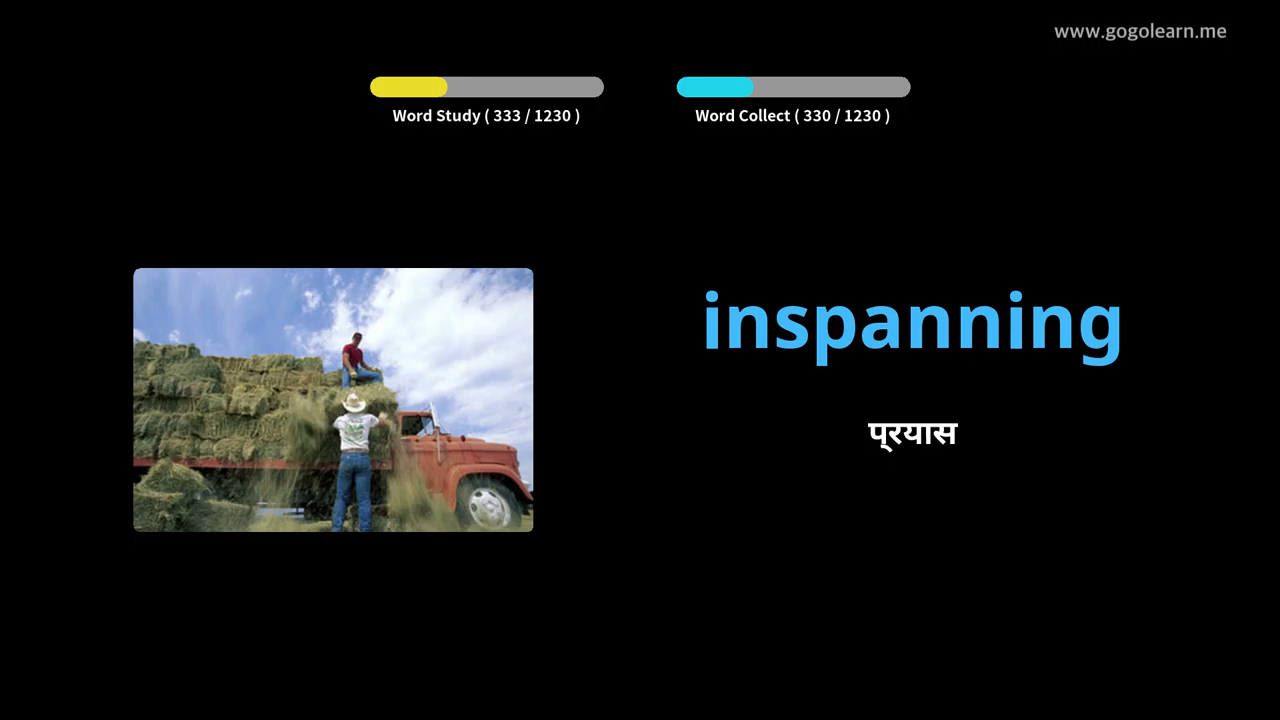 www.gogolearn.me
Word Study ( 333 / 1230 )
Word Collect ( 330 / 1230 )
inspanning
प्रयास